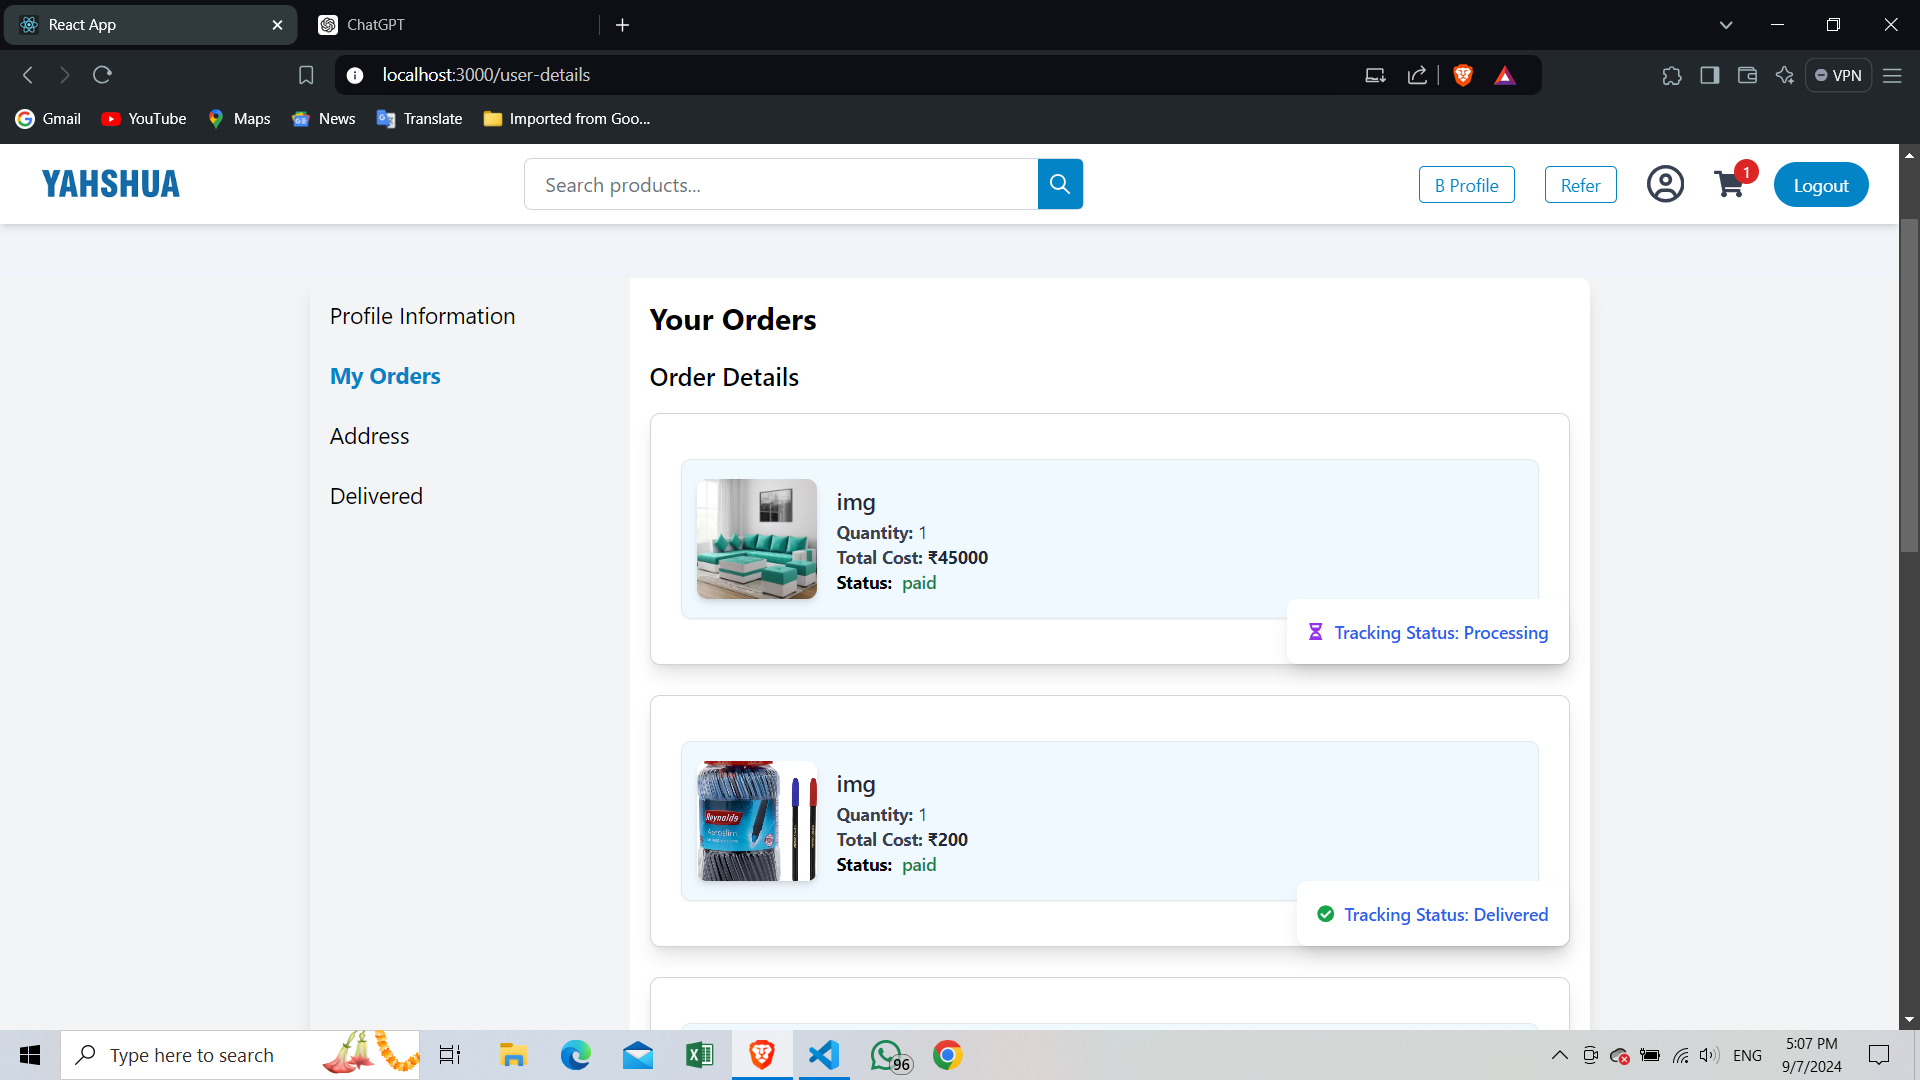 React App
ChatGPT
localhost:3000/user-details
VPN
Gmail
YouTube
Maps
News
Translate
Imported from Goo...
YAHSHUA
Search products...
B Profile
Refer
1
Logout
Profile Information
My Orders
Address
Delivered
Your Orders
Order Details
img
Quantity: 1
Total Cost: ₹45000
Status: paid
Tracking Status: Processing
Reynolds
Aeroslim
img
Quantity: 1
Total Cost: ₹200
Status: paid
Tracking Status: Delivered
Type here to search
96
ENG
5:07 PM
9/7/2024